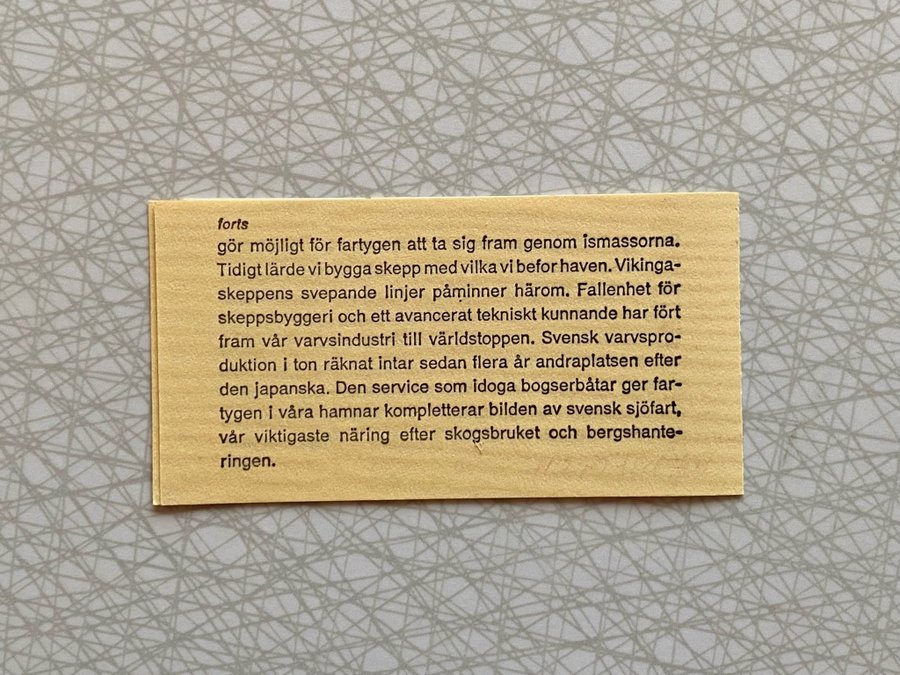 forts
gör möjligt för fartygen att ta sig fram genom ismassorna.
Tidigt lärde vi bygga skepp med vilka vi befor haven. Vikinga-
skeppens svepande linjer påminner härom. Fallenhet för
skeppsbyggeri och ett avancerat tekniskt kunnande har fört
fram vår varvsindustri till världstoppen. Svensk varvspro-
duktion i ton räknat intar sedan flera år andraplatsen efter
den japanska. Den service som idoga bogserbåtar ger far-
tygen i våra hamnar kompletterar bilden av svensk sjöfart,
vår viktigaste näring efter skogsbruket och bergshante-
ringen.